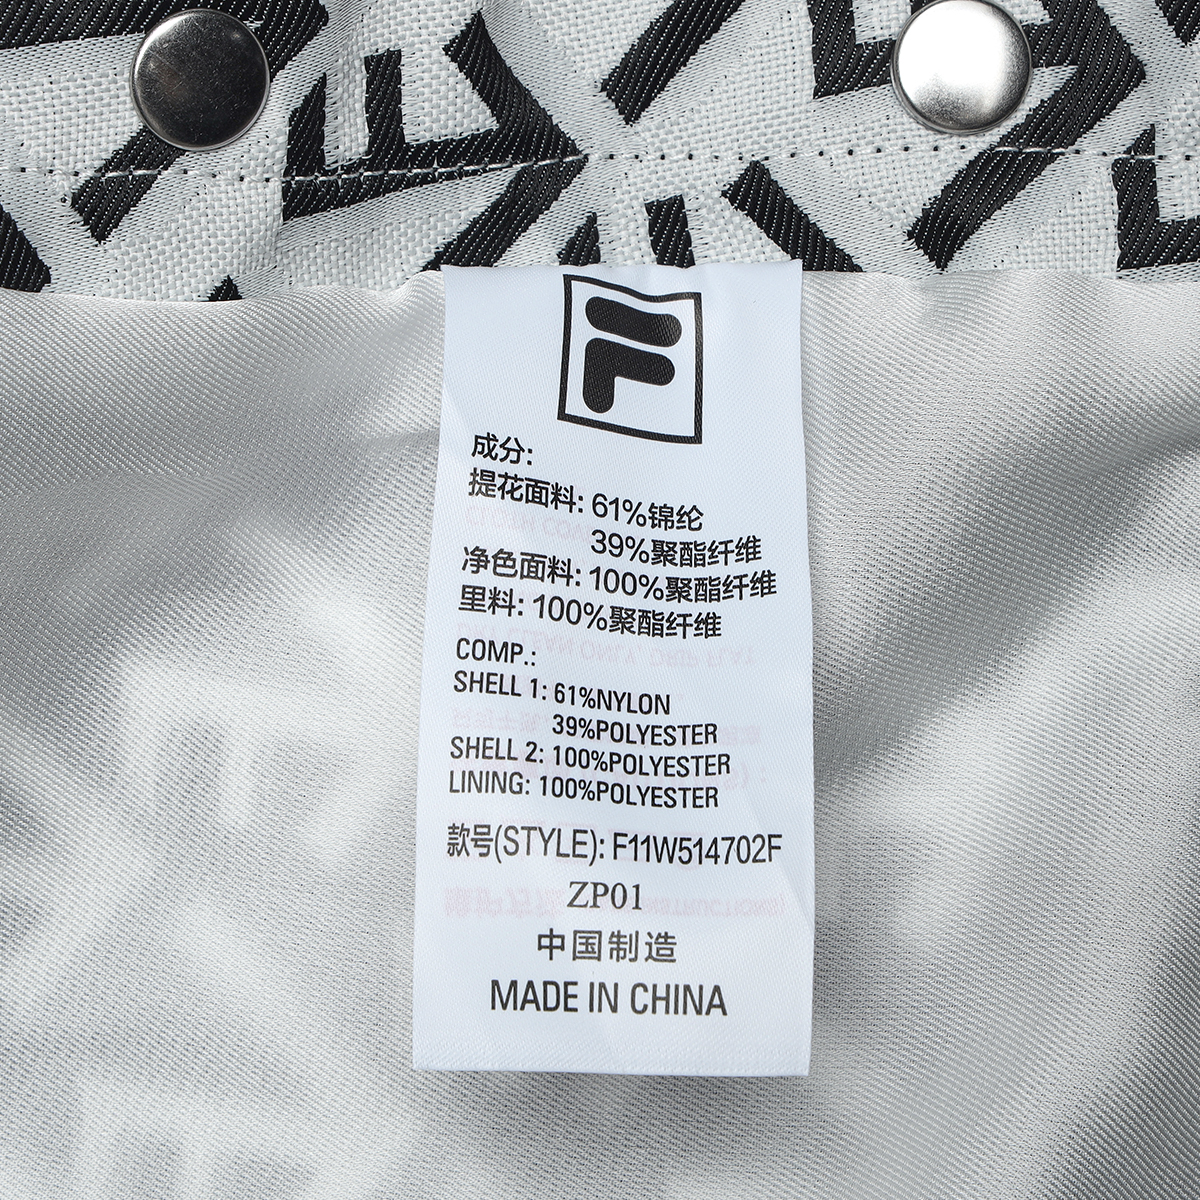 F
成分:
提花面料: 61%锦纶
39%聚酯纤维
净色面料: 100%聚酯纤维
里料: 100%聚酯纤维
COMP.:
SHELL 1: 61%NYLON
39%POLYESTER
SHELL 2: 100%POLYESTER
LINING: 100%POLYESTER
款号(STYLE): F11W514702F
ZP01
中国制造
MADE IN CHINA